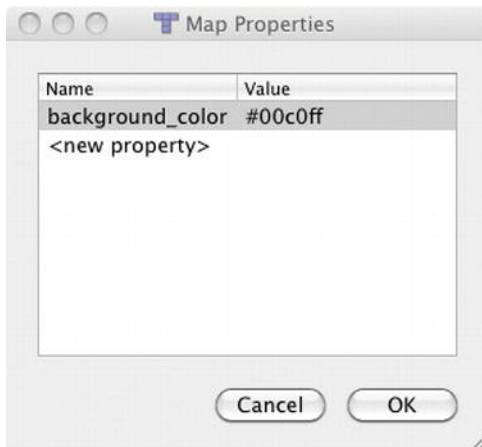 Map Properties
Name Value
background_color #00c0ff
<new property>
Cancel OK